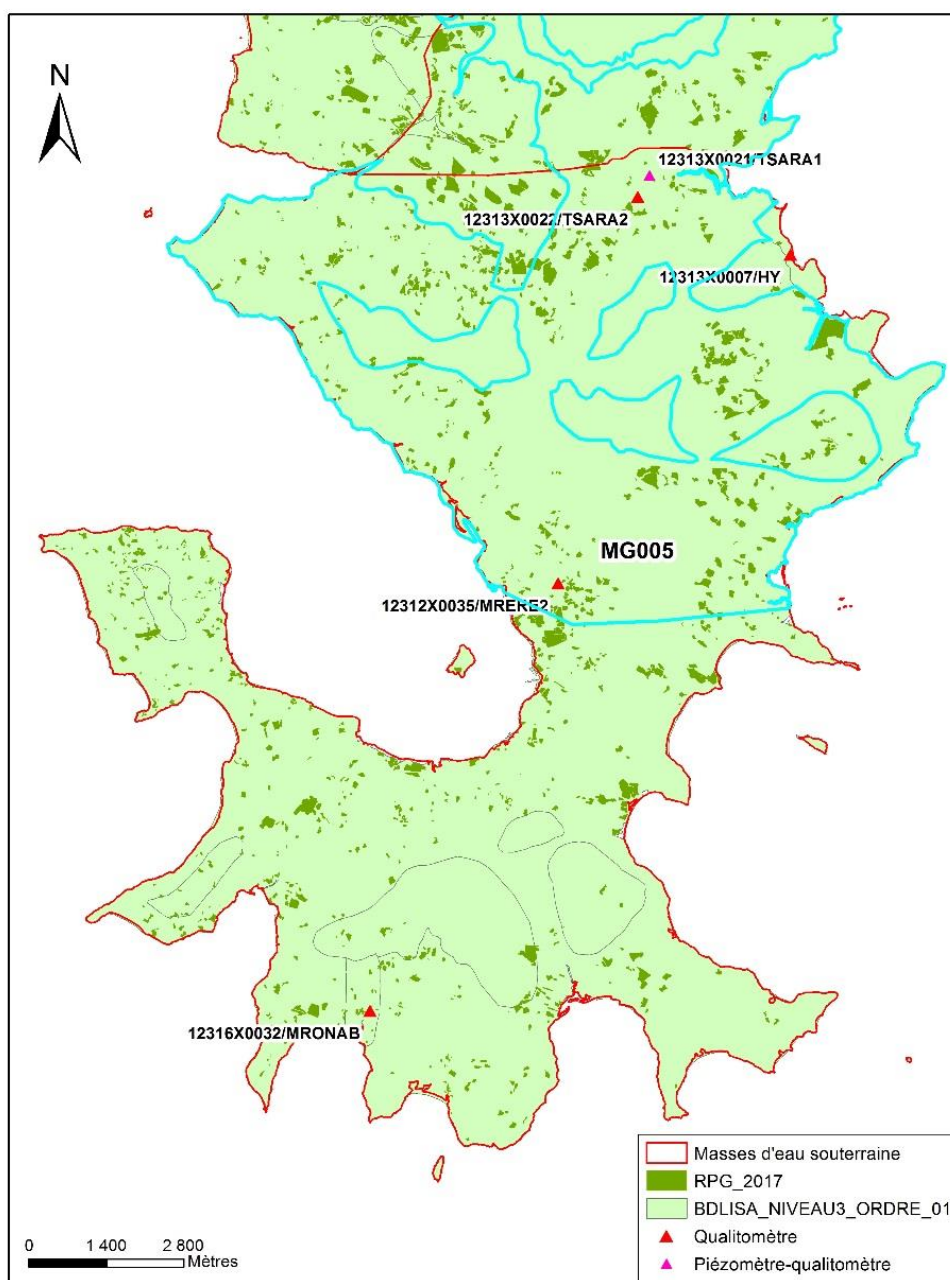 N
12313X0021/TSARA1
12313X0022/TSARA2
12313X0007/HY
MG005
12312X0035/MRERE2
12316X0032/MRONAB
Masses d'eau souterraine
RPG_2017
BDLISA_NIVEAU3_ORDRE_01
Qualitomètre
Piézomètre-qualitomètre
0 1 400 2 800
Mètres